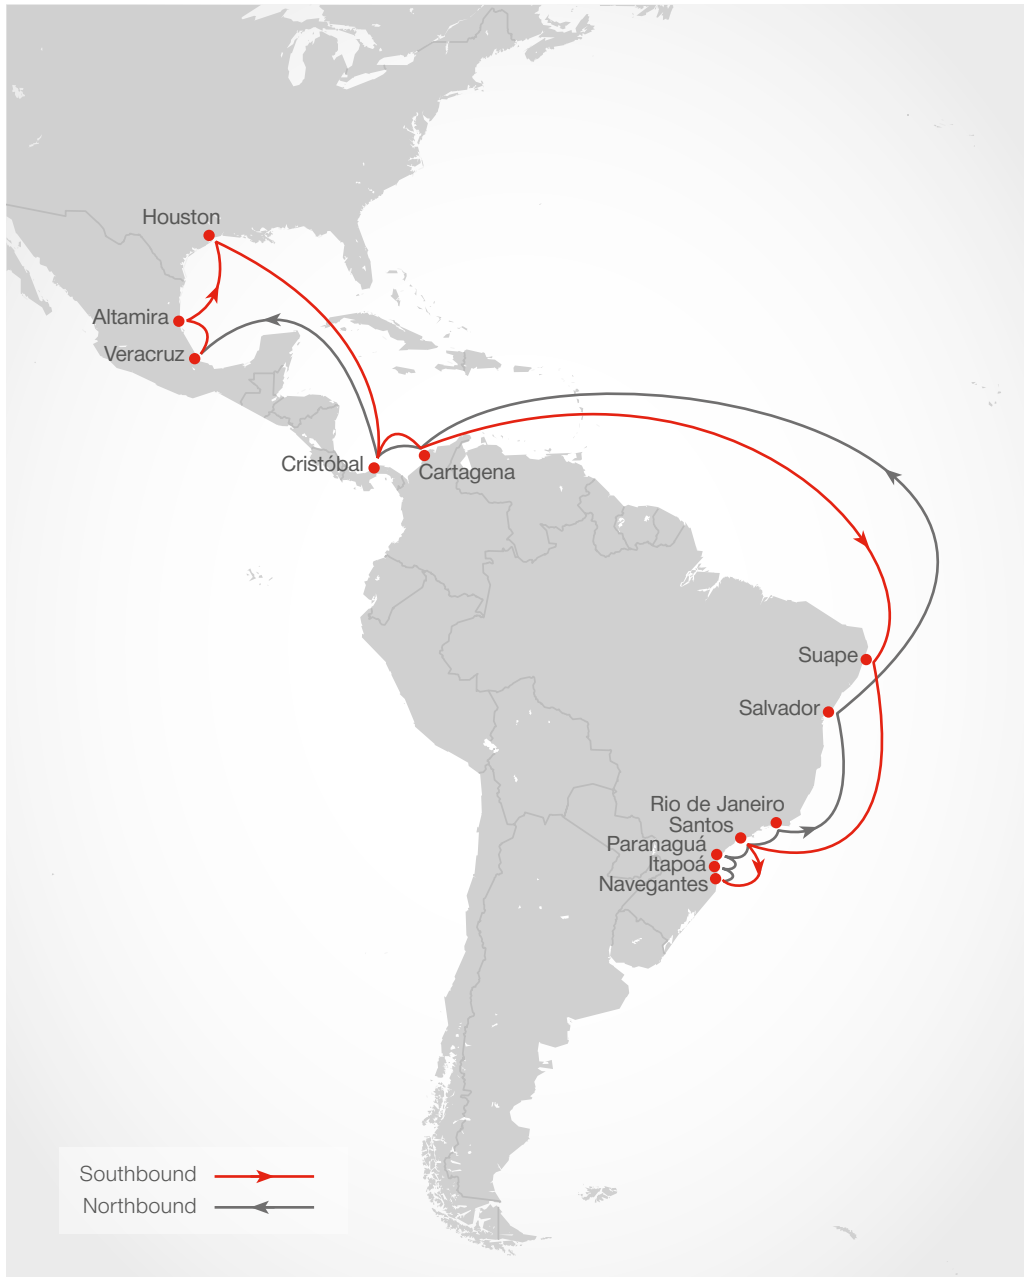 Houston
Altamira
Veracruz
Cristóbal
Cartagena
Suape
Salvador
Rio de Janeiro
Santos
Paranaguá
Itapoá
Navegantes
Southbound
Northbound